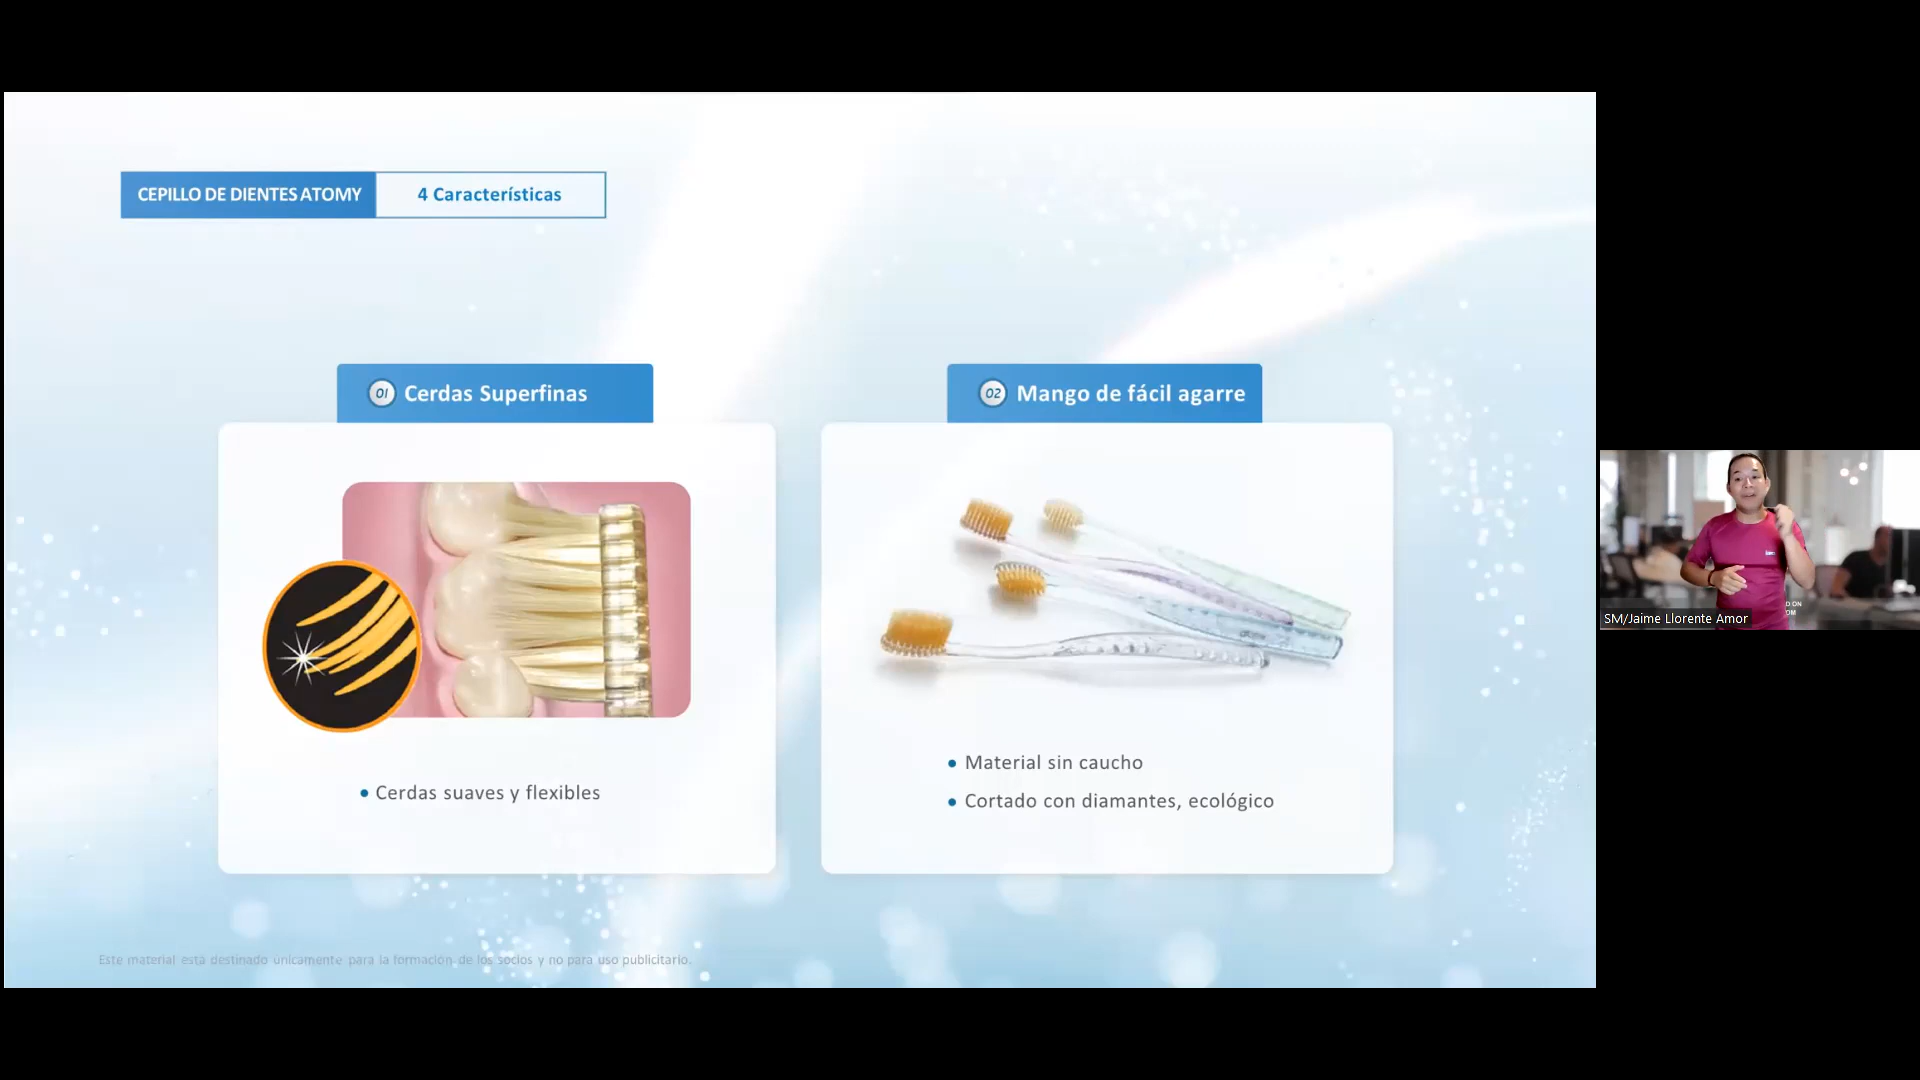 CEPILLO DE DIENTES ATOMY
4 Características
01 Cerdas Superfinas
02 Mango de fácil agarre
• Cerdas suaves y flexibles
• Material sin caucho
• Cortado con diamantes, ecológico
SM/Jaime Llorente Amor
Este material está destinado únicamente para la formación de los socios y no para uso publicitario.